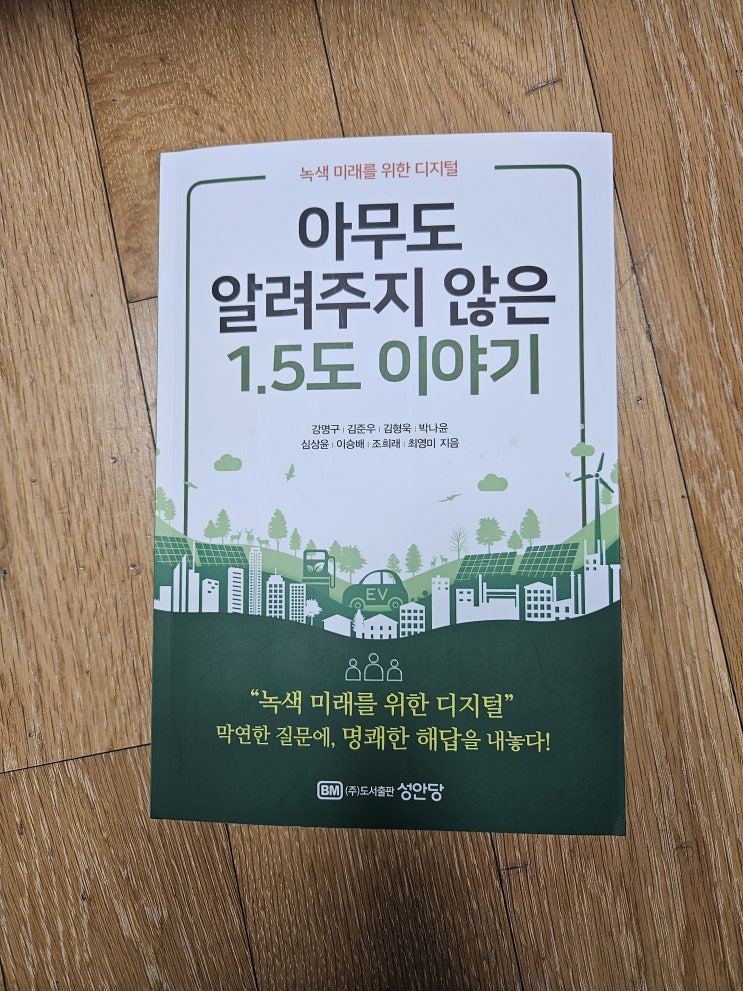 녹색 미래를 위한 디지털
아무도
알려주지 않은
1.5도 이야기
강명구 | 김준우 | 김형욱 | 박나윤
심상윤 | 이승배 | 조희래 | 최영미 지음
EV
“녹색 미래를 위한 디지털”
막연한 질문에, 명쾌한 해답을 내놓다!
BM (주)도서출판 성안당